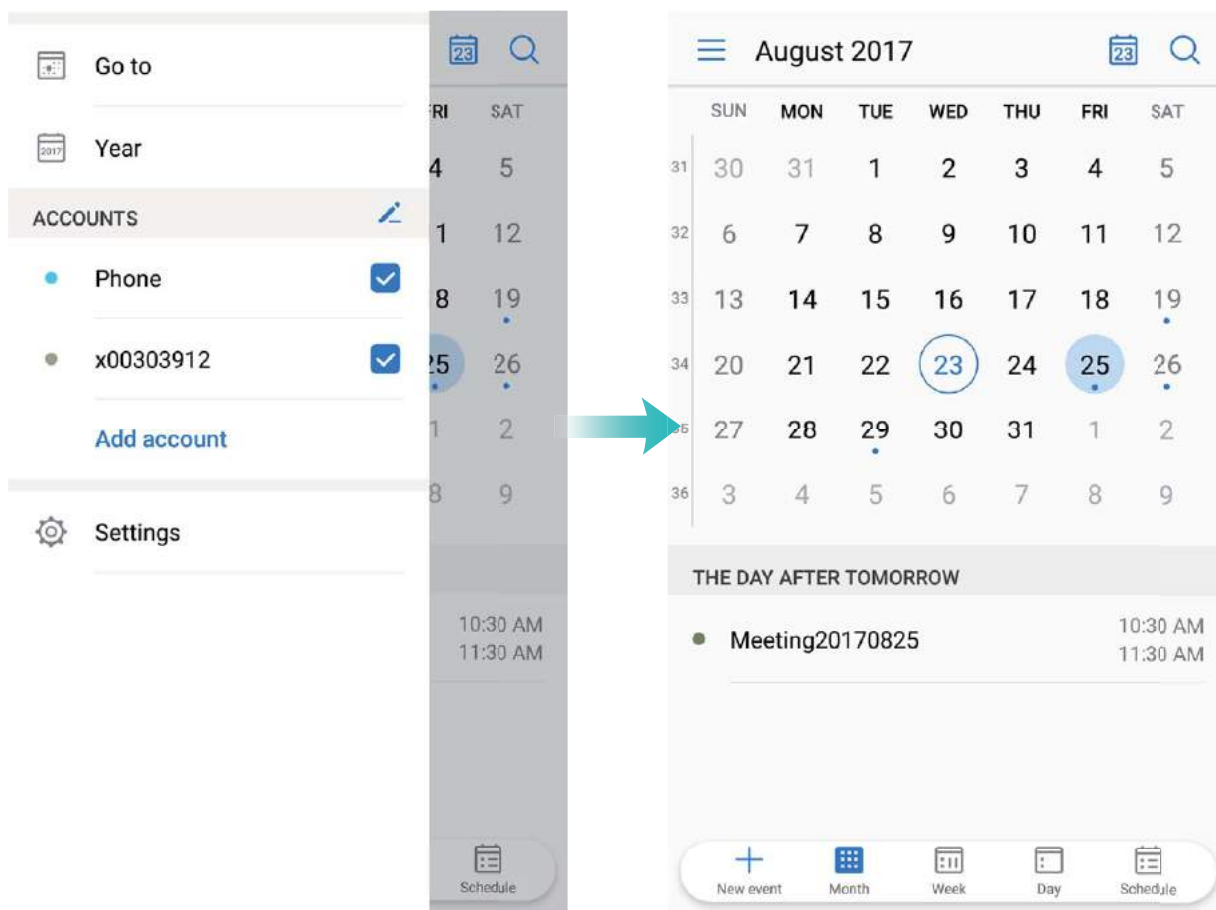 Go to
2017
Year
ACCOUNTS
Phone
x00303912
Add account
Settings
23
RI SAT
4 5
1 12
8 19
25 26
1 2
8 9
10:30 AM
11:30 AM
Schedule
August 2017 23
SUN MON TUE WED THU FRI SAT
31 30 31 1 2 3 4 5
32 6 7 8 9 10 11 12
33 13 14 15 16 17 18 19
34 20 21 22 23 24 25 26
35 27 28 29 30 31 1 2
36 3 4 5 6 7 8 9
THE DAY AFTER TOMORROW
Meeting20170825
10:30 AM
11:30 AM
New event Month Week Day Schedule